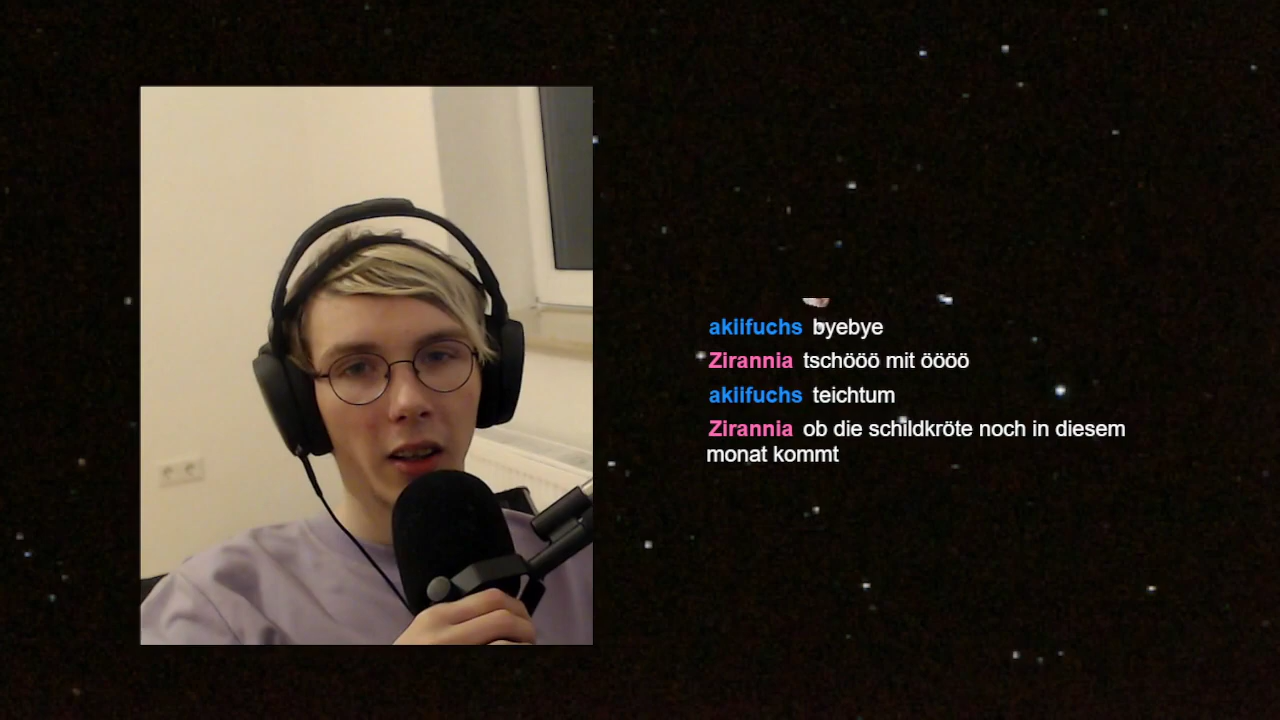 akiifuchs byebye
Zirannia tschööö mit öööö
akiifuchs teichtum
Zirannia ob die schildkröte noch in diesem
monat kommt